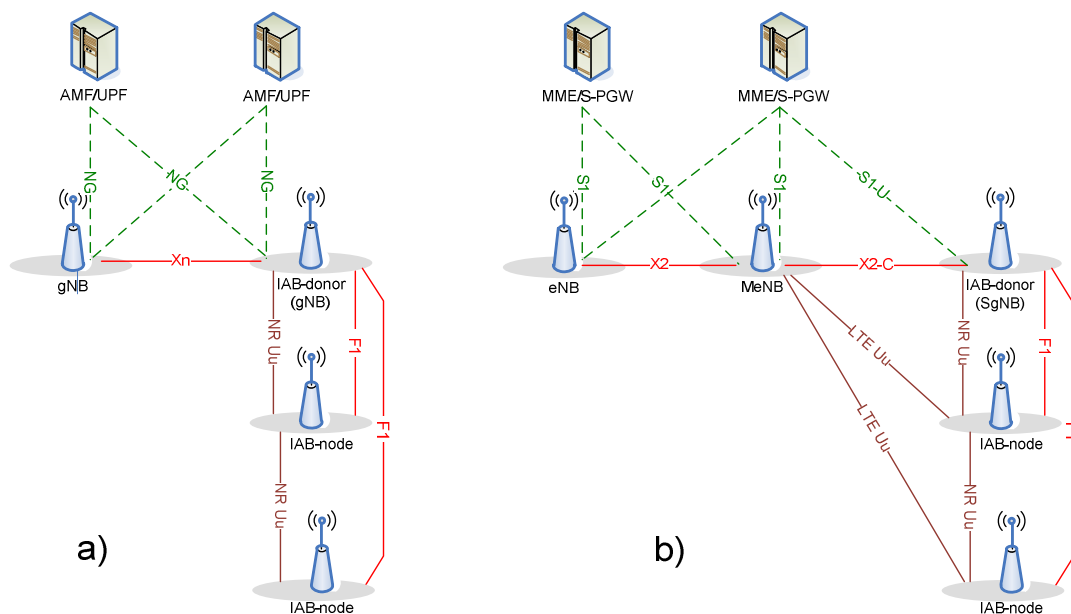 AMF/UPF
AMF/UPF
MME/S-PGW
MME/S-PGW
NG
NG
NG
S1
S1
S1
S1-U
Xn
X2
X2-C
gNB
IAB-donor
(gNB)
eNB
MeNB
IAB-donor
(SgNB)
NR Uu
F1
LTE Uu
NR Uu
F1
IAB-node
F1
LTE Uu
IAB-node
NR Uu
NR Uu
a)
b)
IAB-node
IAB-node